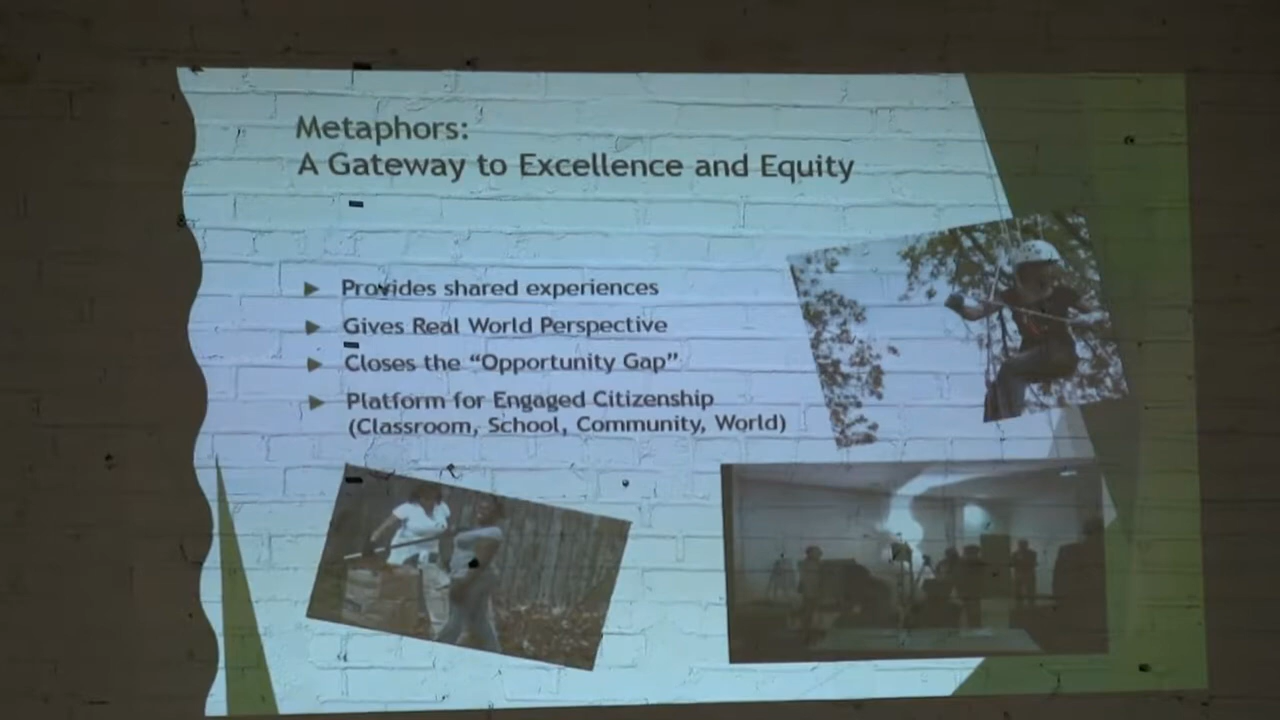 Metaphors:
A Gateway to Excellence and Equity
Provides shared experiences
Gives Real World Perspective
Closes the “Opportunity Gap”
Platform for Engaged Citizenship
(Classroom, School, Community, World)